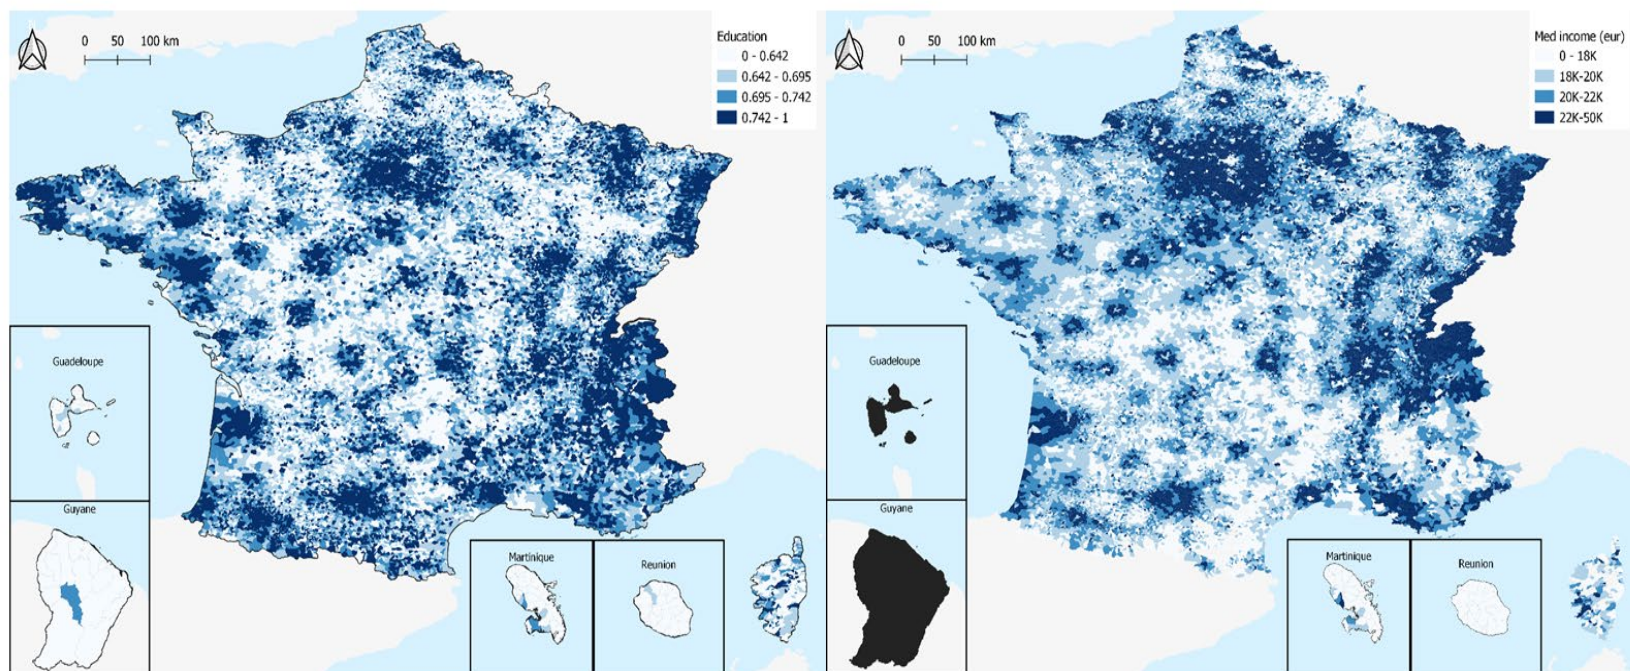 N
0 50 100 km
Education
0 - 0.642
0.642 - 0.695
0.695 - 0.742
0.742 - 1
Guadeloupe
Guyane
Martinique
Reunion
N
0 50 100 km
Med income (eur)
0 - 18K
18K-20K
20K-22K
22K-50K
Guadeloupe
Guyane
Martinique
Reunion